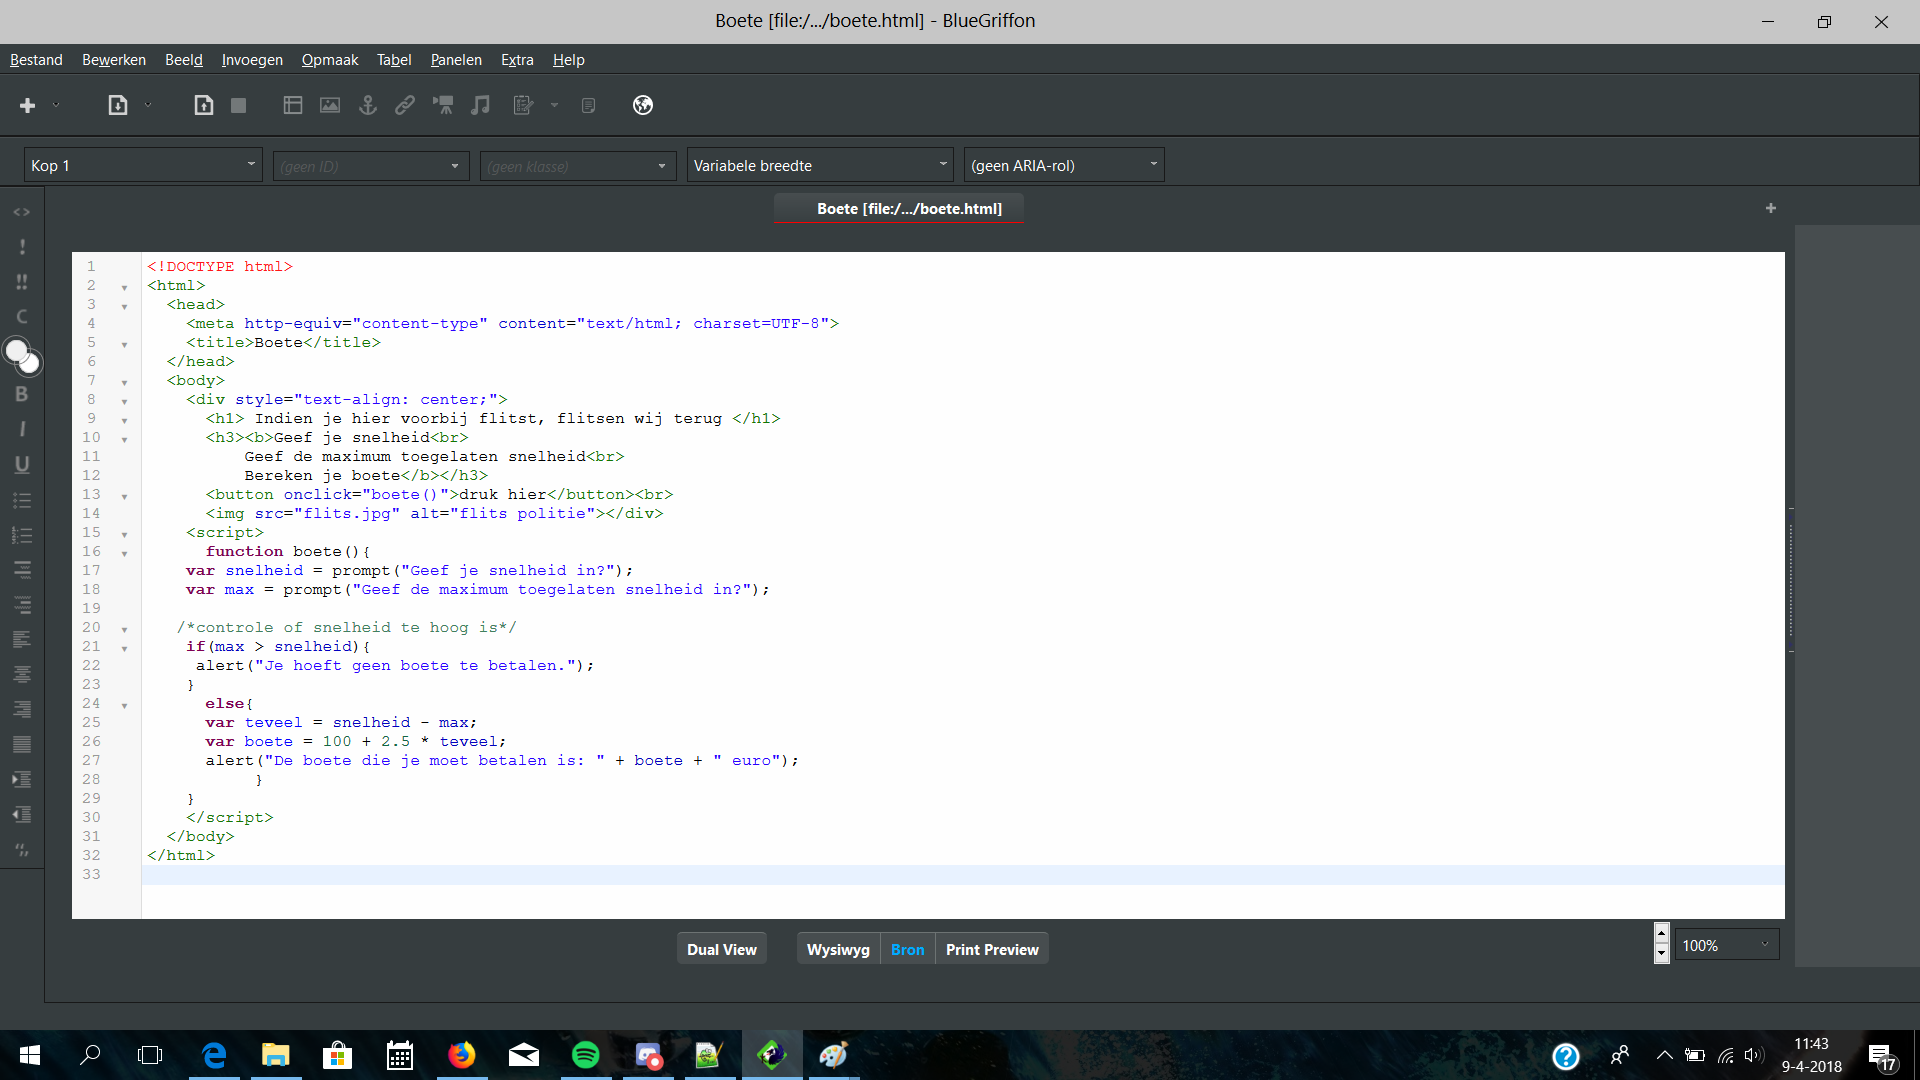 Boete [file:/.../boete.html] - BlueGriffon
Bestand Bewerken Beeld Invoegen Opmaak Tabel Panelen Extra Help
Kop 1 (geen ID) (geen klasse) Variabele breedte (geen ARIA-rol)
Boete [file:/.../boete.html]
1 <!DOCTYPE html>
2 <html>
3 <head>
4 <meta http-equiv="content-type" content="text/html; charset=UTF-8">
5 <title>Boete</title>
6 </head>
7 <body>
8 <div style="text-align: center;">
9 <h1> Indien je hier voorbij flitst, flitsen wij terug </h1>
10 <h3><b>Geef je snelheid<br>
11 Geef de maximum toegelaten snelheid<br>
12 Bereken je boete</b></h3>
13 <button onclick="boete()">druk hier</button><br>
14 <img src="flits.jpg" alt="flits politie"></div>
15 <script>
16 function boete(){
17 var snelheid = prompt("Geef je snelheid in?");
18 var max = prompt("Geef de maximum toegelaten snelheid in?");
19
20 /*controle of snelheid te hoog is*/
21 if(max > snelheid){
22 alert("Je hoeft geen boete te betalen.");
23 }
24 else{
25 var teveel = snelheid - max;
26 var boete = 100 + 2.5 * teveel;
27 alert("De boete die je moet betalen is: " + boete + " euro");
28 }
29 }
30 </script>
31 </body>
32 </html>
33
Dual View Wysiwyg Bron Print Preview 100%
11:43
9-4-2018
17